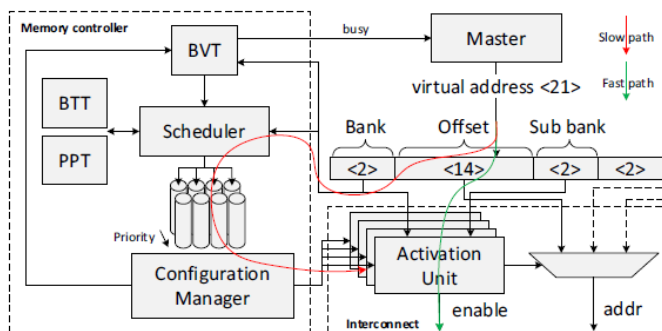 Memory controller
BVT
busy
Master
Slow path
Fast path
virtual address <21>
BTT
PPT
Scheduler
Bank
Offset
Sub bank
<2>
<14>
<2>
<2>
Priority
Configuration
Manager
Activation
Unit
enable
addr
Interconnect